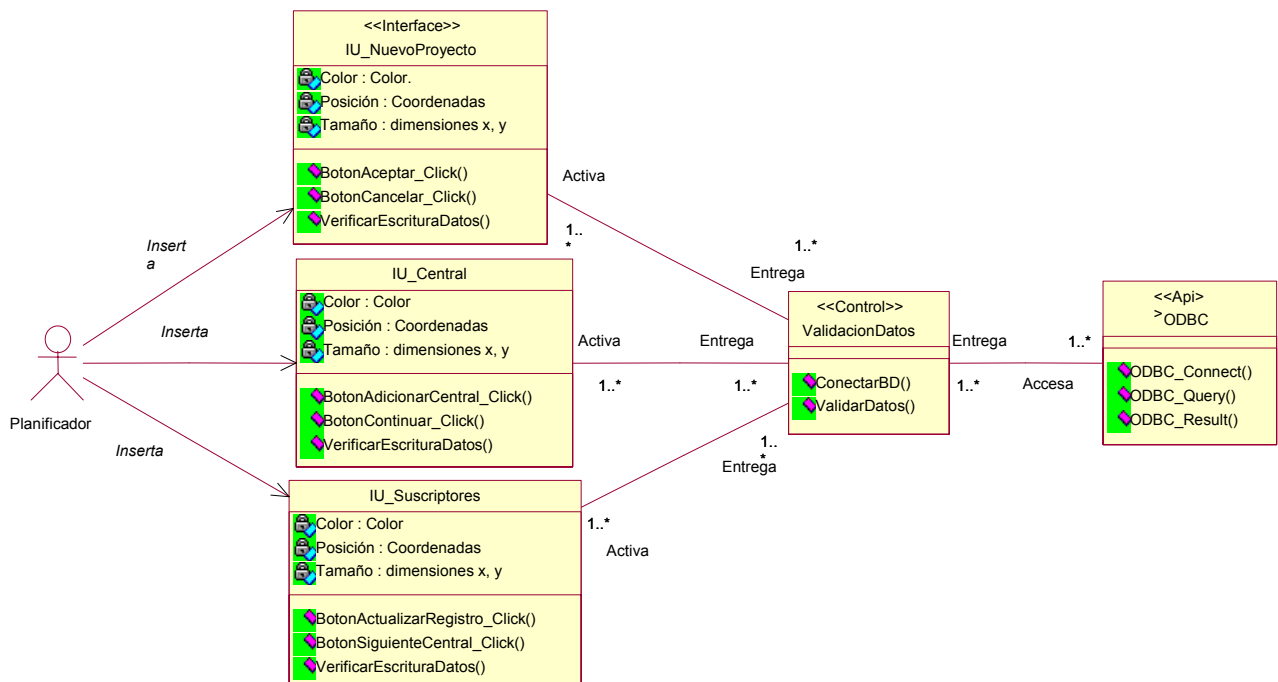 <<Interface>>
IU_NuevoProyecto
Color : Color.
Posición : Coordenadas
Tamaño : dimensiones x, y
BotonAceptar_Click()
BotonCancelar_Click()
VerificarEscrituraDatos()
Activa
1..
*
1..*
Entrega
Insert
a
IU_Central
Color : Color
Posición : Coordenadas
Tamaño : dimensiones x, y
BotonAdicionarCentral_Click()
BotonContinuar_Click()
VerificarEscrituraDatos()
Inserta
Activa
1..*
Entrega
1..*
<<Control>>
ValidacionDatos
ConectarBD()
ValidarDatos()
Entrega
1..*
1..*
Accesa
<<Api>
>
ODBC
ODBC_Connect()
ODBC_Query()
ODBC_Result()
Planificador
Inserta
1..
*
Entrega
IU_Suscriptores
Color : Color
Posición : Coordenadas
Tamaño : dimensiones x, y
BotonActualizarRegistro_Click()
BotonSiguienteCentral_Click()
VerificarEscrituraDatos()
1..*
Activa